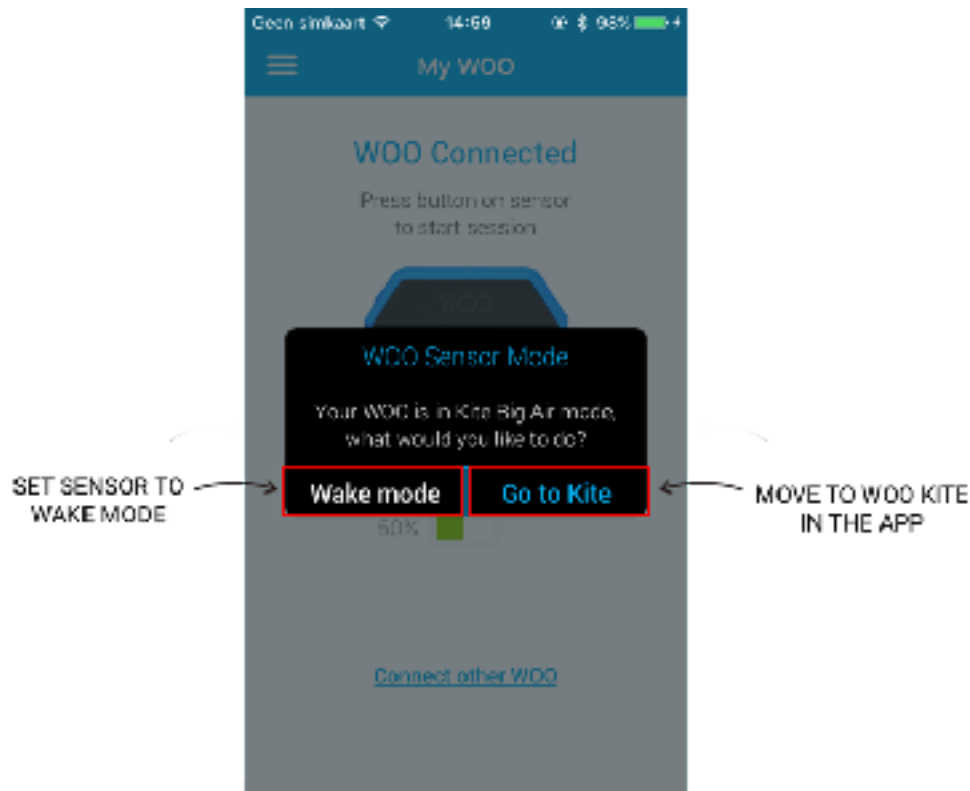 Geen simkaart 14:59 98%
My WOO
WOO Connected
Press button on sensor
to start session
WOO
WOO Sensor Mode
Your WOO is in Kite Big Air mode,
what would you like to do?
SET SENSOR TO
WAKE MODE
Wake mode
Go to Kite
MOVE TO WOO KITE
IN THE APP
50%
Connect other WOO